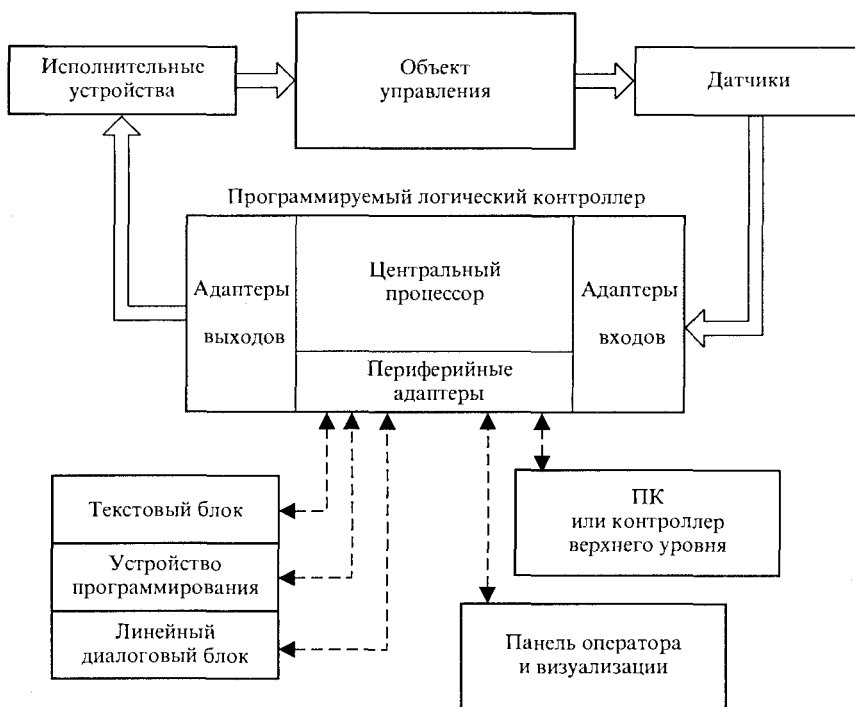 Исполнительные
устройства
Объект
управления
Датчики
Программируемый логический контроллер
Адаптеры
выходов
Центральный
процессор
Адаптеры
входов
Периферийные
адаптеры
Текстовый блок
Устройство
программирования
Линейный
диалоговый блок
ПК
или контроллер
верхнего уровня
Панель оператора
и визуализации